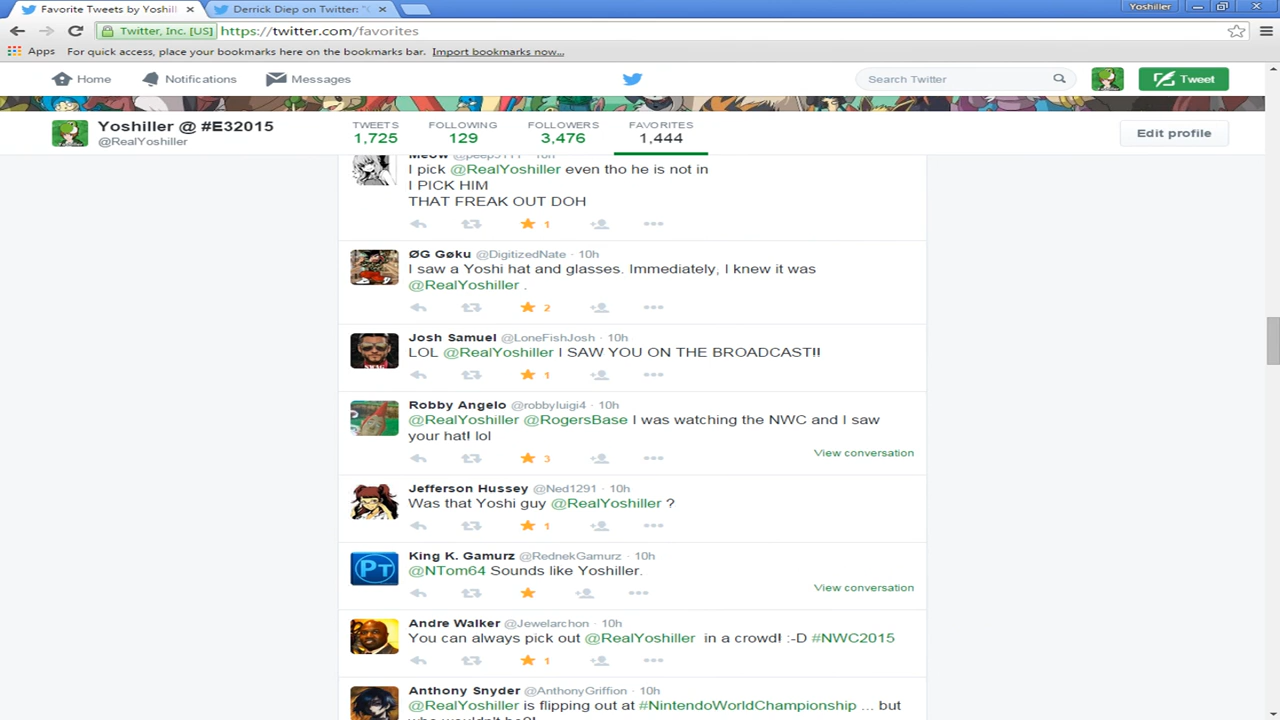 Favorite Tweets by Yoshill
Derrick Diep on Twitter: "
Yoshiller
Twitter, Inc. [US] https://twitter.com/favorites
Apps For quick access, place your bookmarks here on the bookmarks bar. Import bookmarks now...
Home Notifications Messages Search Twitter Tweet
Yoshiller @ #E32015
@RealYoshiller
TWEETS FOLLOWING FOLLOWERS FAVORITES
1,725 129 3,476 1,444
Edit profile
I pick @RealYoshiller even tho he is not in
I PICK HIM
THAT FREAK OUT DOH
1
ØG Gøku @DigitizedNate · 10h
I saw a Yoshi hat and glasses. Immediately, I knew it was
@RealYoshiller .
2
Josh Samuel @LoneFishJosh · 10h
LOL @RealYoshiller I SAW YOU ON THE BROADCAST!!
1
Robby Angelo @robbyluigi4 · 10h
@RealYoshiller @RogersBase I was watching the NWC and I saw
your hat! lol
View conversation
3
Jefferson Hussey @Ned1291 · 10h
Was that Yoshi guy @RealYoshiller ?
1
King K. Gamurz @RednekGamurz · 10h
@NTom64 Sounds like Yoshiller.
View conversation
Andre Walker @Jewelarchon · 10h
You can always pick out @RealYoshiller in a crowd! :-D #NWC2015
1
Anthony Snyder @AnthonyGriffion · 10h
@RealYoshiller is flipping out at #NintendoWorldChampionship ... but
PT